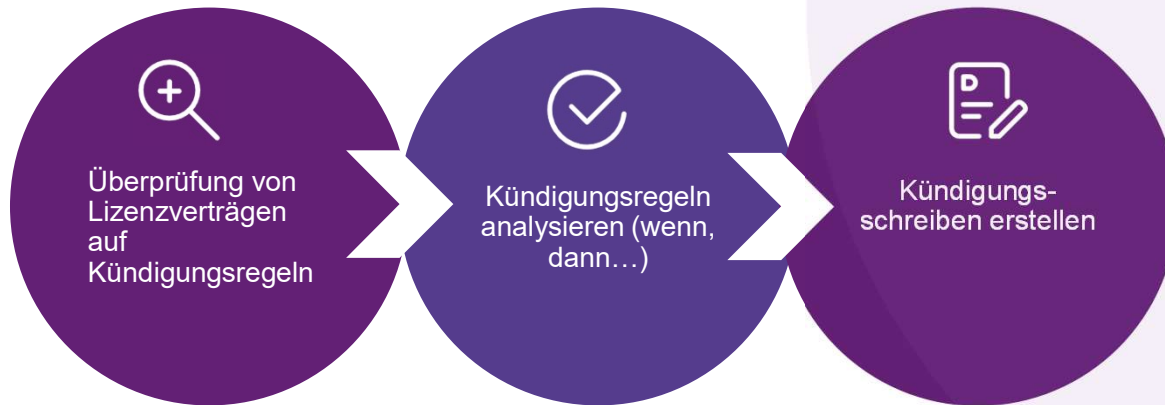 Überprüfung von
Lizenzverträgen
auf
Kündigungsregeln
Kündigungsregeln
analysieren (wenn,
dann…)
D
Kündigungs-
schreiben erstellen